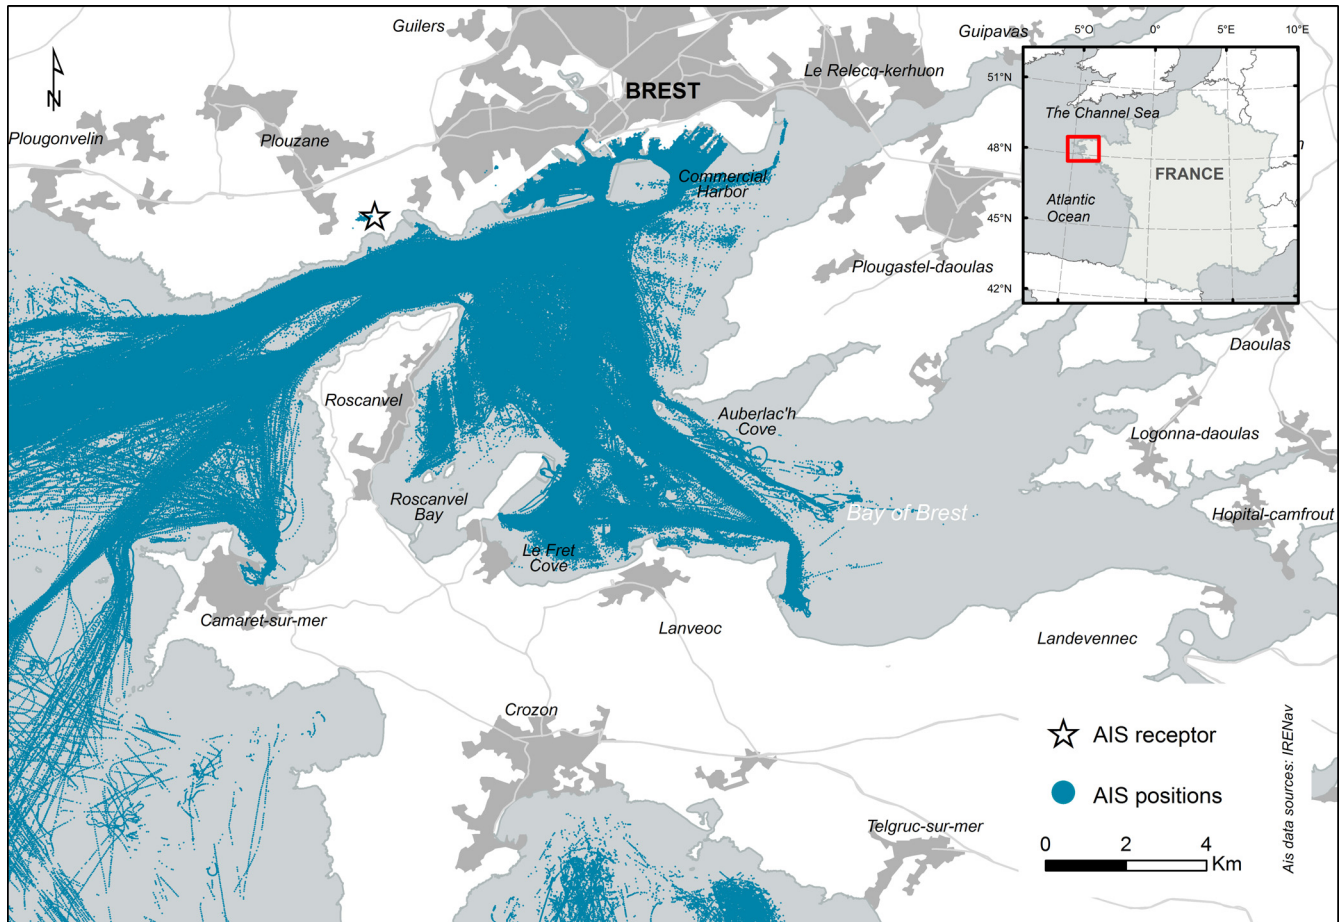 Guilers
Guipavas
5°O
0°
5°E
10°E
N
BREST
Le Relecq-kerhuon
51°N
The Channel Sea
Plougonvelin
Plouzane
48°N
n
Commercial
Harbor
FRANCE
Atlantic
Ocean
45°N
Plougastel-daoulas
42°N
Daoulas
Roscanvel
Auberlac'h
Cove
Logonna-daoulas
Roscanvel
Bay
Bay of Brest
Hopital-camfrout
Le Fret
Cove
Camaret-sur-mer
Lanveoc
Landevennec
Crozon
AIS receptor
AIS positions
Telgruc-sur-mer
0 2 4
Km
Ais data sources: IRENav